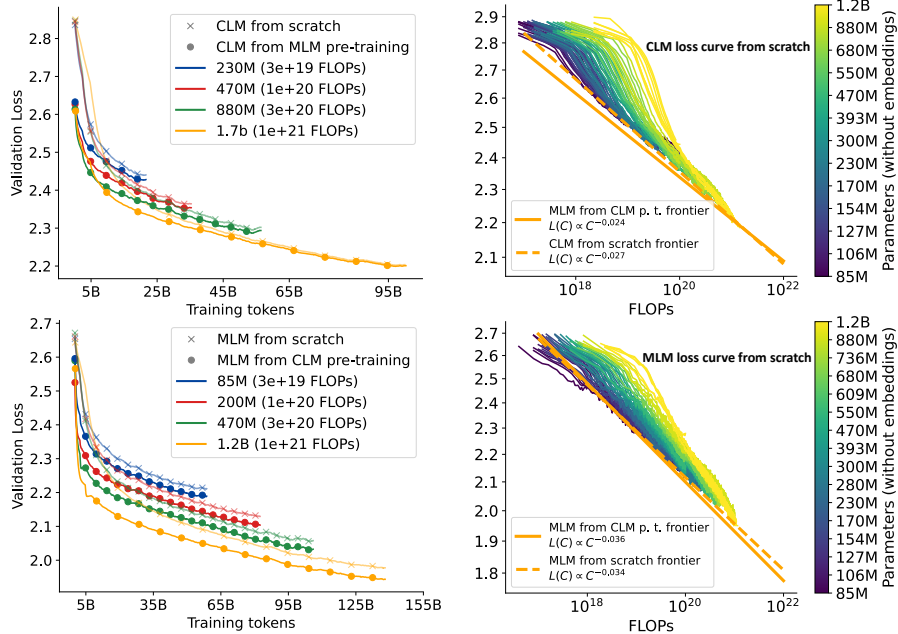 2.8
2.7
2.6
2.5
2.4
2.3
2.2
Validation Loss
CLM from scratch
CLM from MLM pre-training
230M (3e+19 FLOPs)
470M (1e+20 FLOPs)
880M (3e+20 FLOPs)
1.7b (1e+21 FLOPs)
5B 25B 45B 65B 95B
Training tokens
2.9
2.8
2.7
2.6
2.5
2.4
2.3
2.2
2.1
CLM loss curve from scratch
MLM from CLM p. t. frontier
L(C) ∝ C^−0.024
CLM from scratch frontier
L(C) ∝ C^−0.027
10^18 10^20 10^22
FLOPs
1.2B
880M
680M
550M
470M
393M
300M
230M
170M
154M
127M
106M
85M
Parameters (without embeddings)
2.7
2.6
2.5
2.4
2.3
2.2
2.1
2.0
Validation Loss
MLM from scratch
MLM from CLM pre-training
85M (3e+19 FLOPs)
200M (1e+20 FLOPs)
470M (3e+20 FLOPs)
1.2B (1e+21 FLOPs)
5B 35B 65B 95B 125B 155B
Training tokens
2.7
2.6
2.5
2.4
2.3
2.2
2.1
2.0
1.9
1.8
MLM loss curve from scratch
MLM from CLM p. t. frontier
L(C) ∝ C^−0.036
MLM from scratch frontier
L(C) ∝ C^−0.034
10^18 10^20 10^22
FLOPs
1.2B
880M
736M
609M
550M
470M
393M
300M
280M
230M
170M
154M
127M
106M
85M
Parameters (without embeddings)